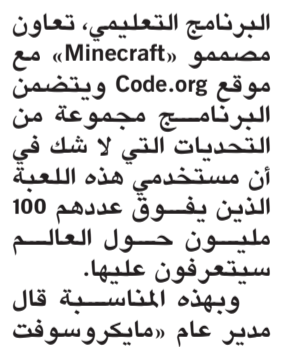 البرنامج التعليمي، تعاون
مصممو «Minecraft» مع
موقع Code.org ويتضمن
البرنامج مجموعة من
التحديات التي لا شك في
أن مستخدمي هذه اللعبة
الذين يفوق عددهم 100
مليون حول العالم
سيتعرفون عليها.
وبهذه المناسبة قال
مدير عام «مايكروسوفت